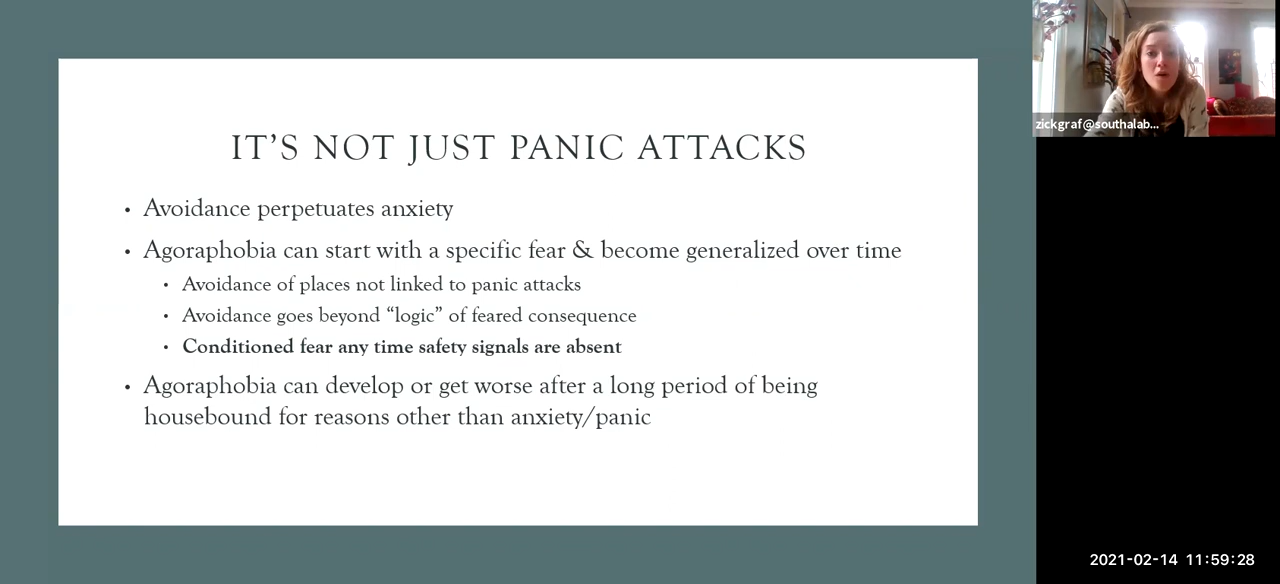 IT’S NOT JUST PANIC ATTACKS
• Avoidance perpetuates anxiety
• Agoraphobia can start with a specific fear & become generalized over time
• Avoidance of places not linked to panic attacks
• Avoidance goes beyond “logic” of feared consequence
• Conditioned fear any time safety signals are absent
• Agoraphobia can develop or get worse after a long period of being
housebound for reasons other than anxiety/panic
zickgraf@southalab...
2021-02-14 11:59:28